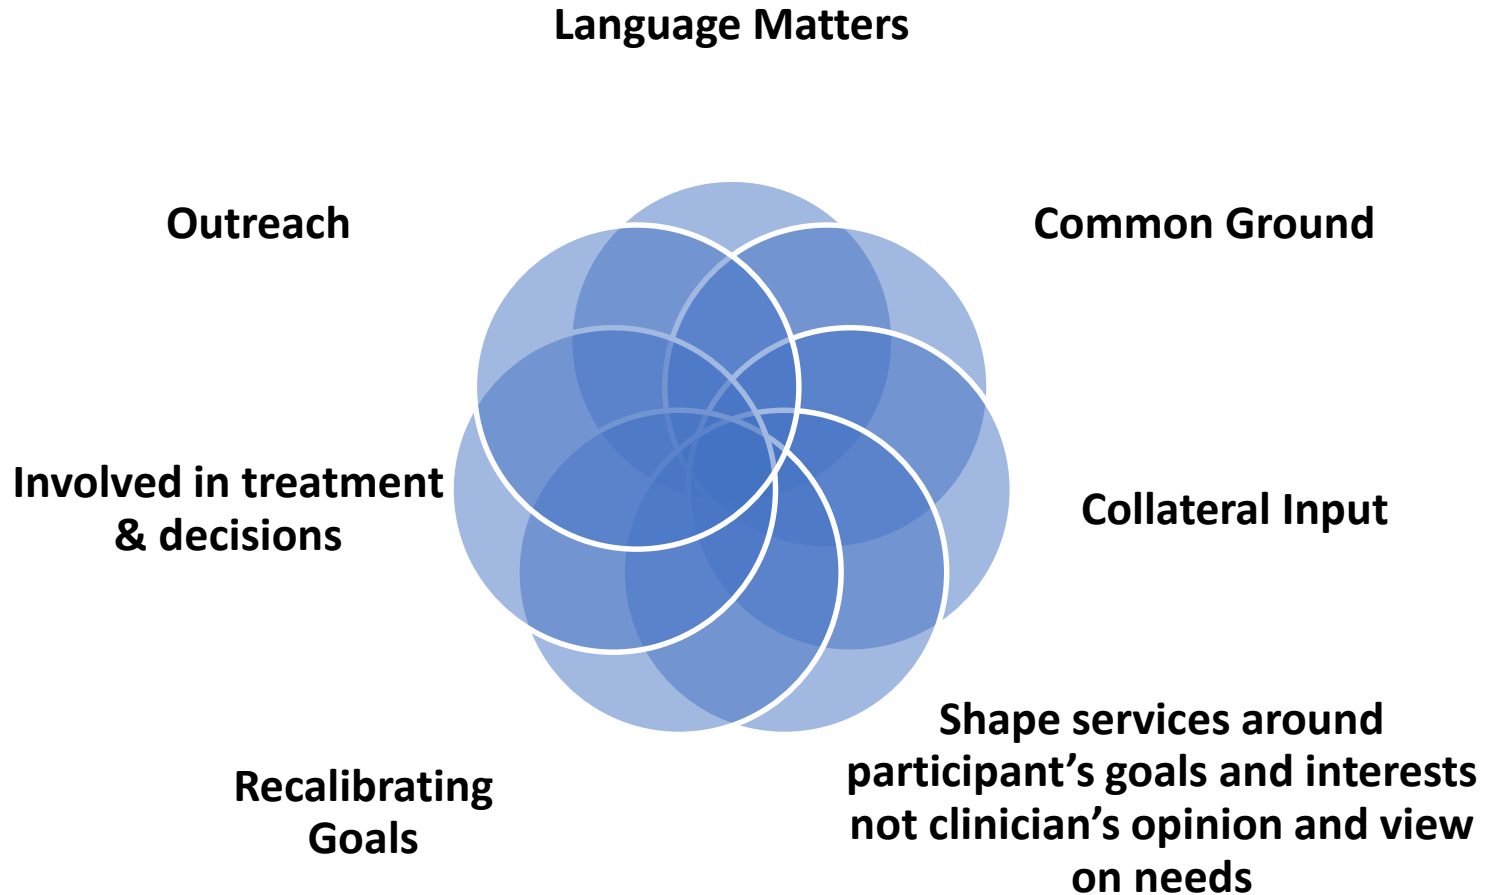 Language Matters
Outreach
Common Ground
Involved in treatment
& decisions
Collateral Input
Recalibrating
Goals
Shape services around
participant’s goals and interests
not clinician’s opinion and view
on needs